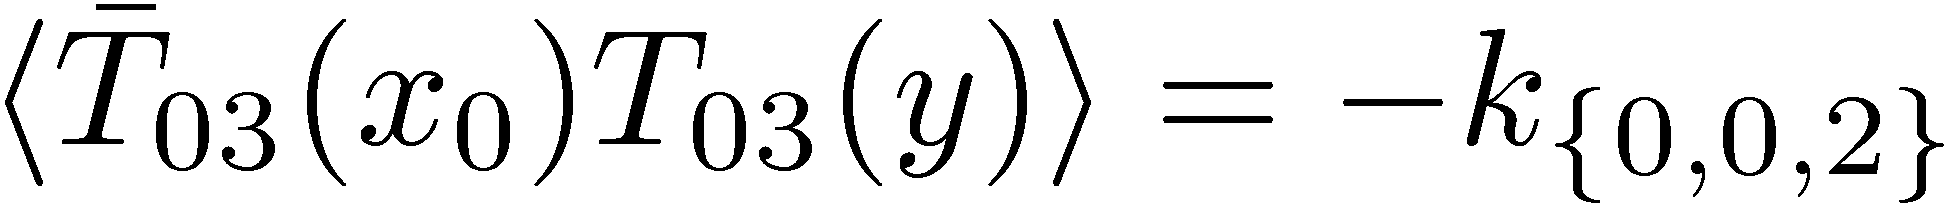 ⟨T̄₀₃(x₀)T₀₃(y)⟩ = −k_{0,0,2}